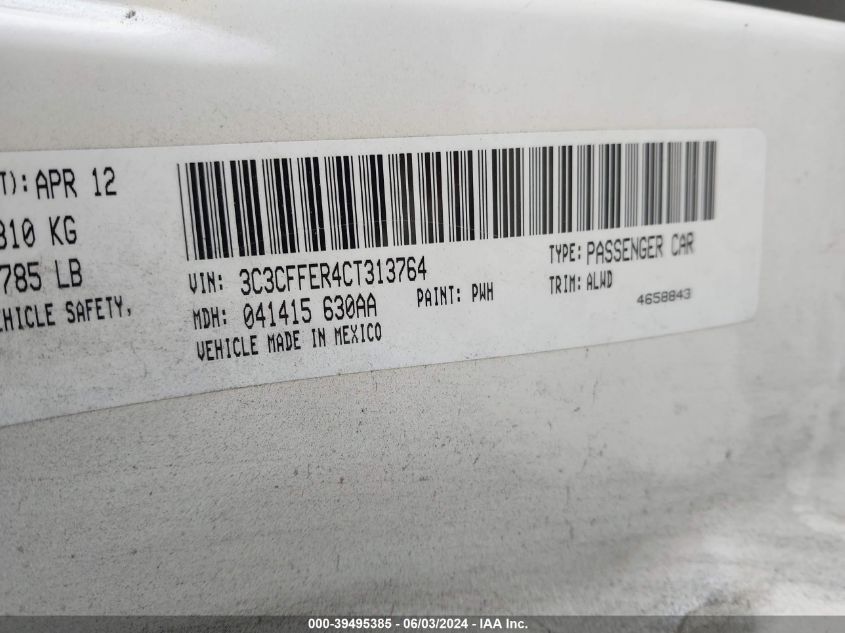 T): APR 12
810 KG
785 LB
VEHICLE SAFETY,
VIN: 3C3CFFER4CT313764
TYPE: PASSENGER CAR
MDH: 041415 630AA
PAINT: PWH
TRIM: ALWD
4658843
VEHICLE MADE IN MEXICO
000-39495385 - 06/03/2024 - IAA Inc.